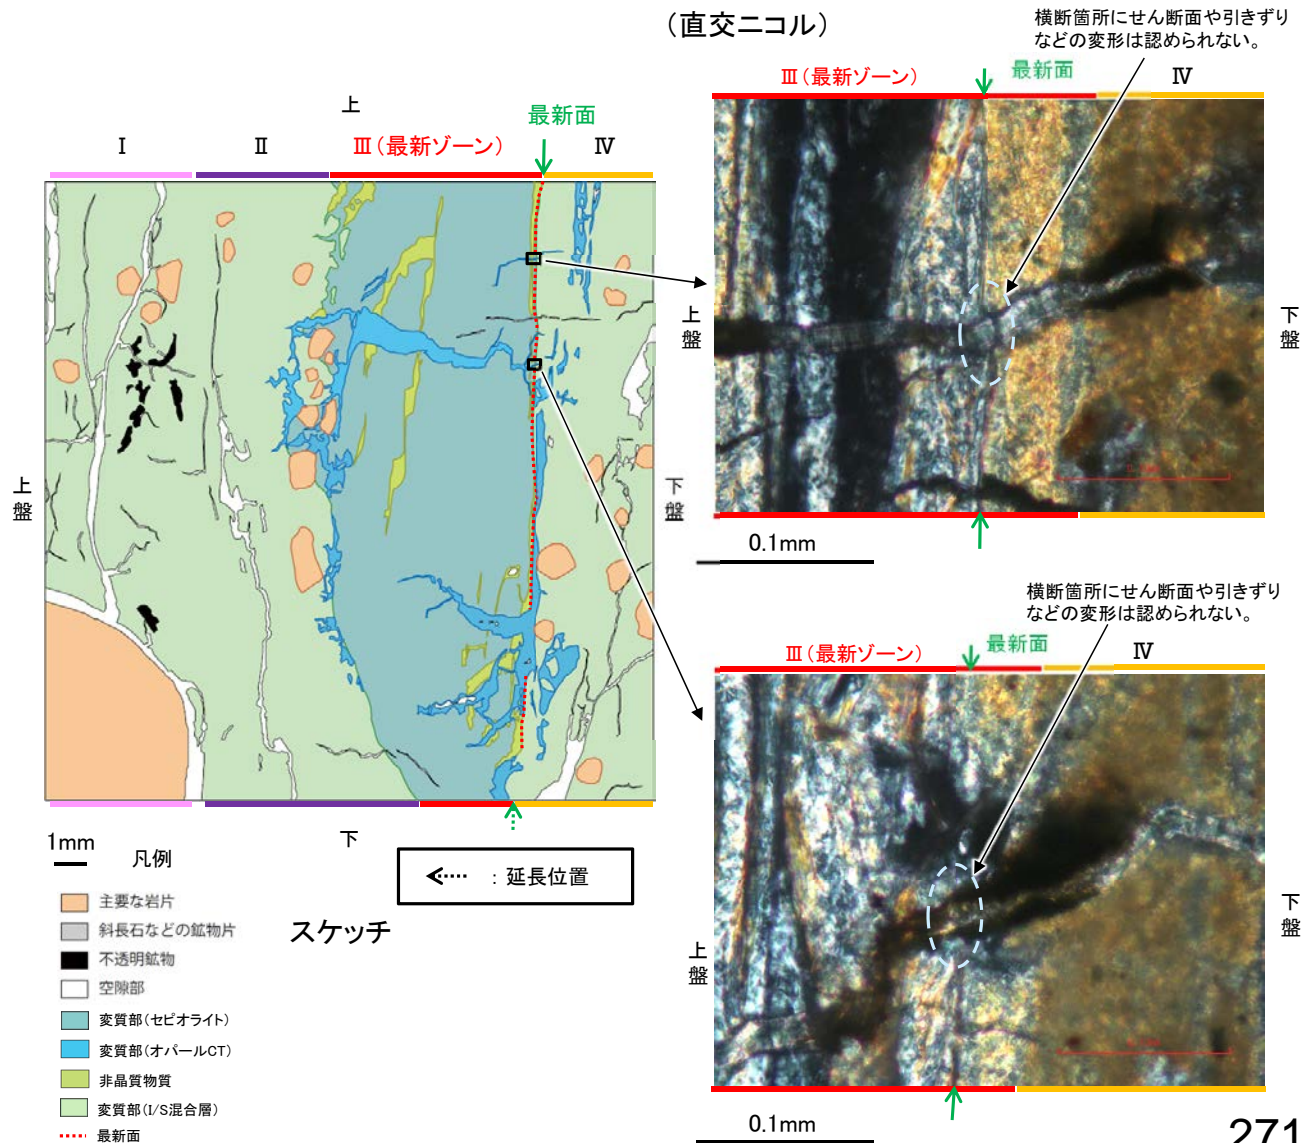 (直交ニコル)
横断箇所にせん断面や引きずり
などの変形は認められない。
Ⅲ(最新ゾーン)
最新面
Ⅳ
上盤
下盤
0.1mm
上
最新面
Ⅰ
Ⅱ
Ⅲ(最新ゾーン)
Ⅳ
上盤
下盤
下
1mm
凡例
：延長位置
主要な岩片
斜長石などの鉱物片
不透明鉱物
空隙部
変質部(セピオライト)
変質部(オパールCT)
非晶質物質
変質部(I/S混合層)
最新面
スケッチ
横断箇所にせん断面や引きずり
などの変形は認められない。
Ⅲ(最新ゾーン)
最新面
Ⅳ
上盤
下盤
0.1mm
271